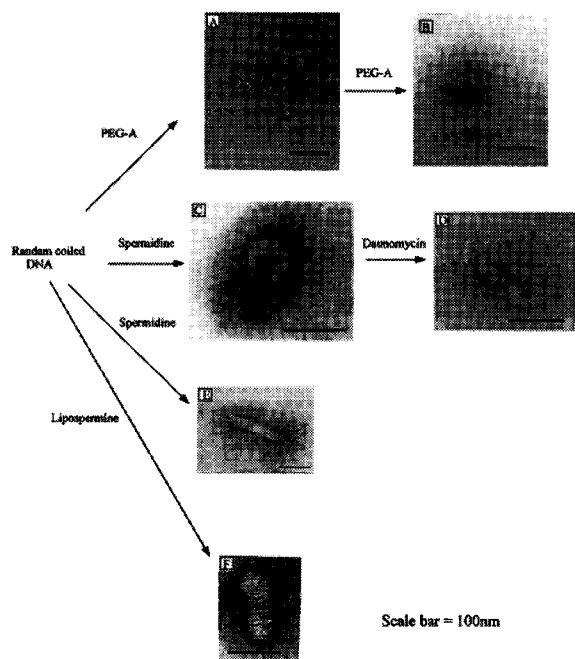 A
B
PEG-A
PEG-A
C
Spermidine
Daunomycin
D
Random coiled
DNA
Spermidine
E
Lipospermine
F
Scale bar = 100nm